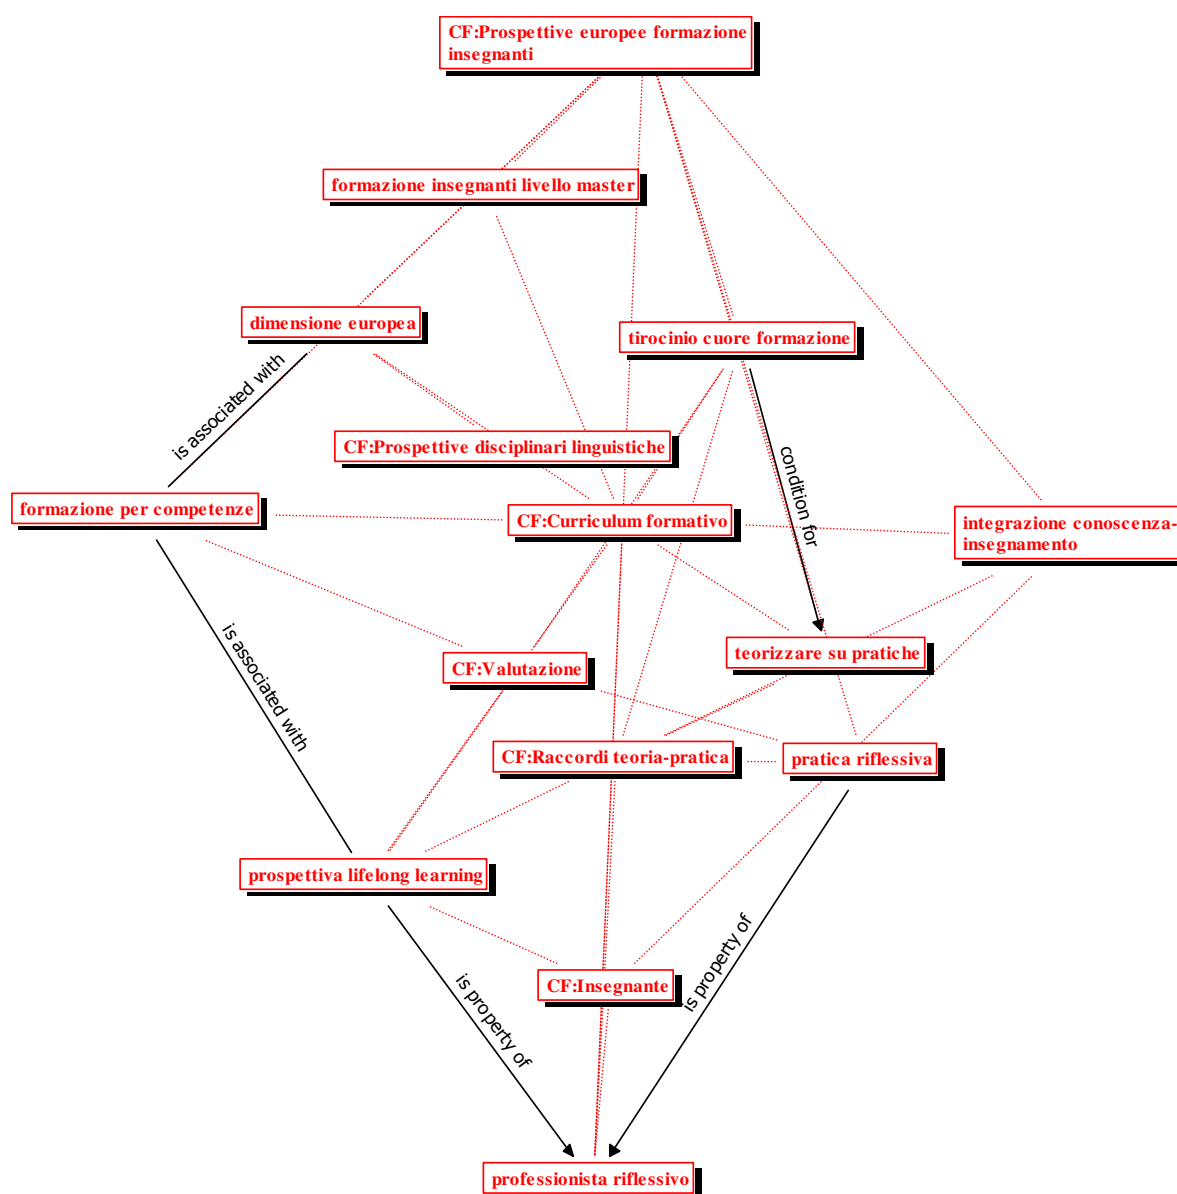 CF:Prospettive europee formazione
insegnanti
formazione insegnanti livello master
dimensione europea
tirocinio cuore formazione
is associated with
CF:Prospettive disciplinari linguistiche
condition for
formazione per competenze
CF:Curriculum formativo
integrazione conoscenza-
insegnamento
is associated with
teorizzare su pratiche
CF:Valutazione
CF:Raccordi teoria-pratica
pratica riflessiva
prospettiva lifelong learning
is property of
is property of
CF:Insegnante
professionista riflessivo